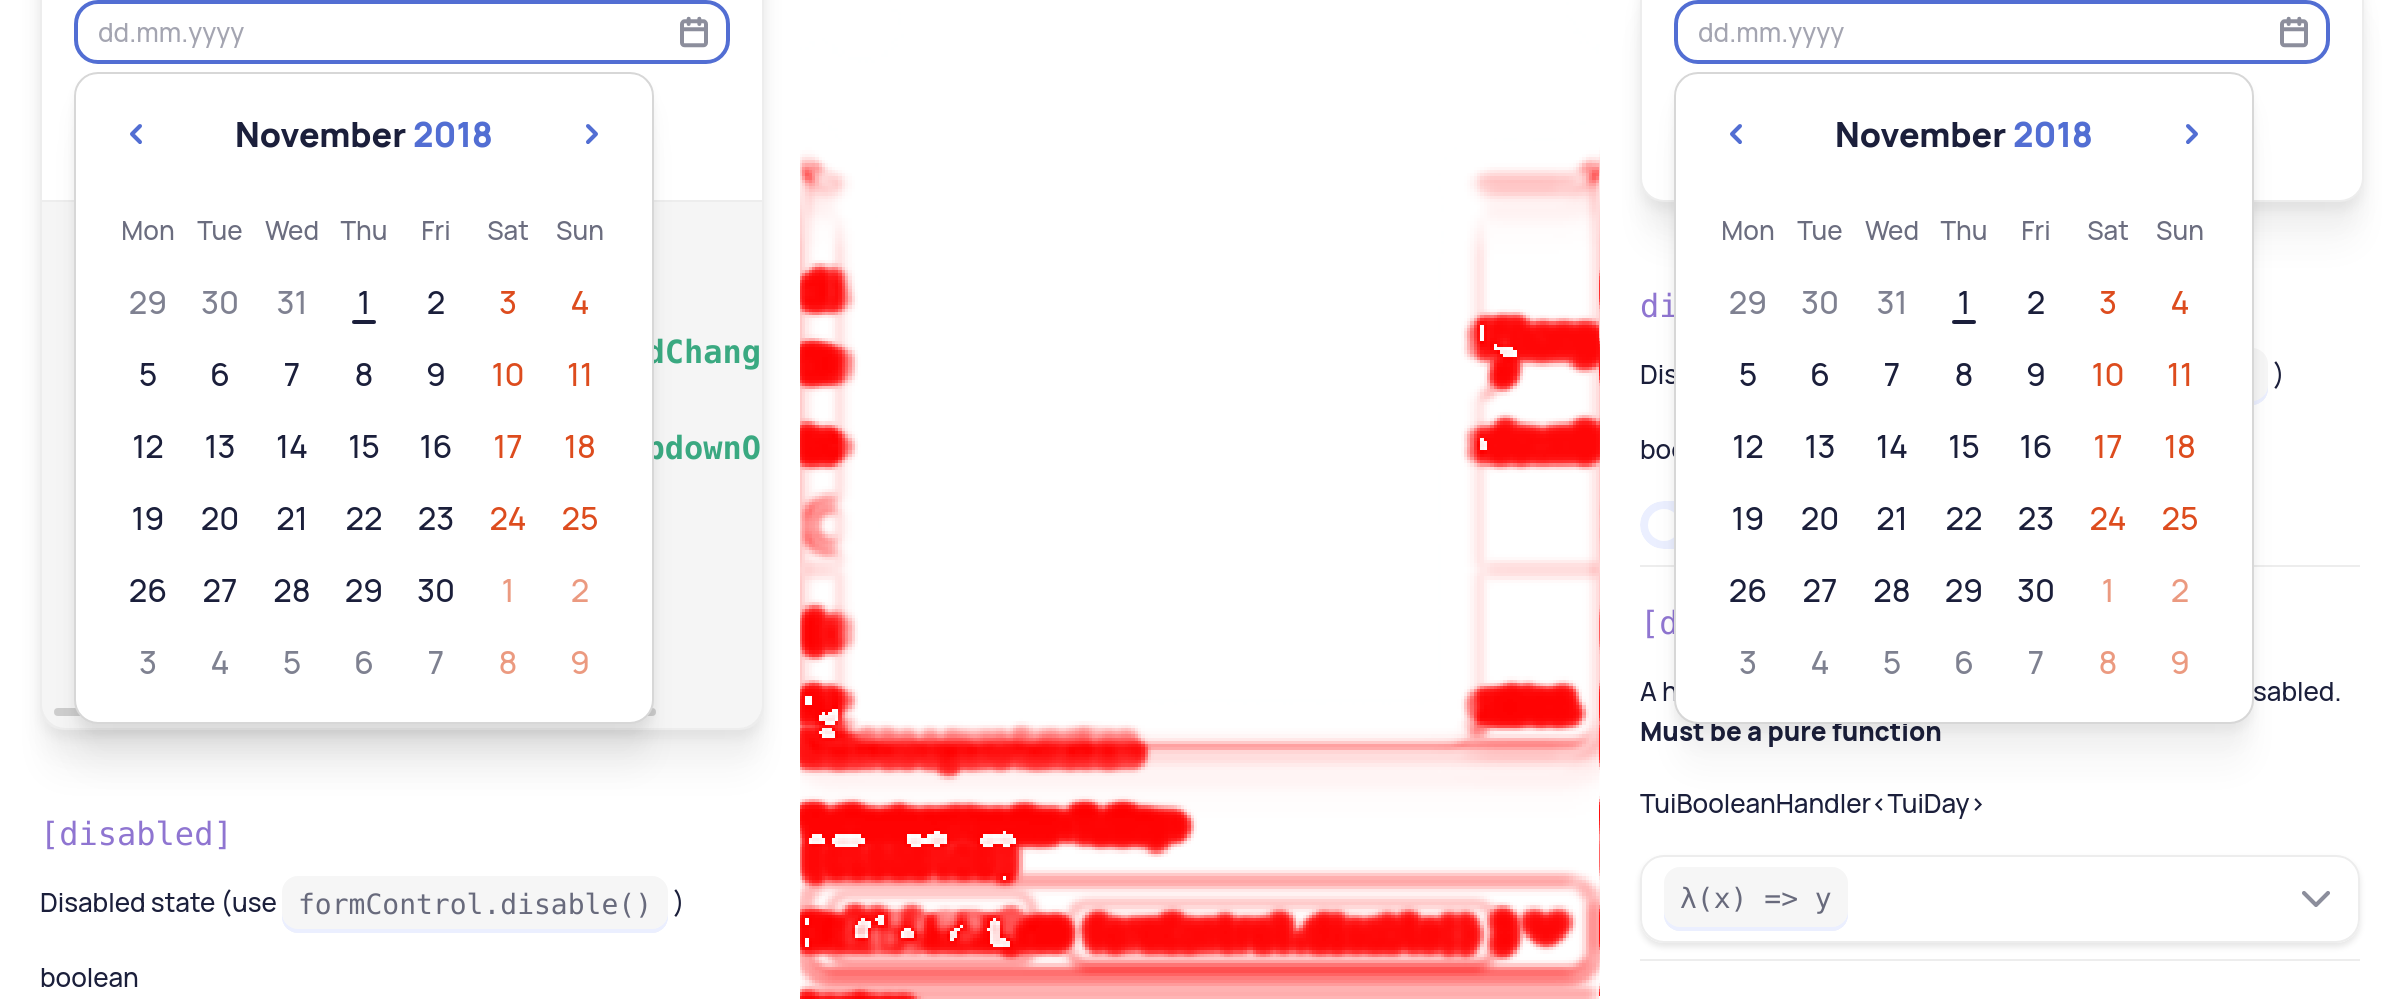 dd.mm.yyyy
November 2018
Mon Tue Wed Thu Fri Sat Sun
29 30 31 1 2 3 4
5 6 7 8 9 10 11
12 13 14 15 16 17 18
19 20 21 22 23 24 25
26 27 28 29 30 1 2
3 4 5 6 7 8 9
dChang
downO
[disabled]
Disabled state (use formControl.disable() )
boolean
dd.mm.yyyy
November 2018
Mon Tue Wed Thu Fri Sat Sun
29 30 31 1 2 3 4
5 6 7 8 9 10 11
12 13 14 15 16 17 18
19 20 21 22 23 24 25
26 27 28 29 30 1 2
3 4 5 6 7 8 9
di
Dis )
boo
[d
A h sabled.
Must be a pure function
TuiBooleanHandler<TuiDay>
λ(x) => y